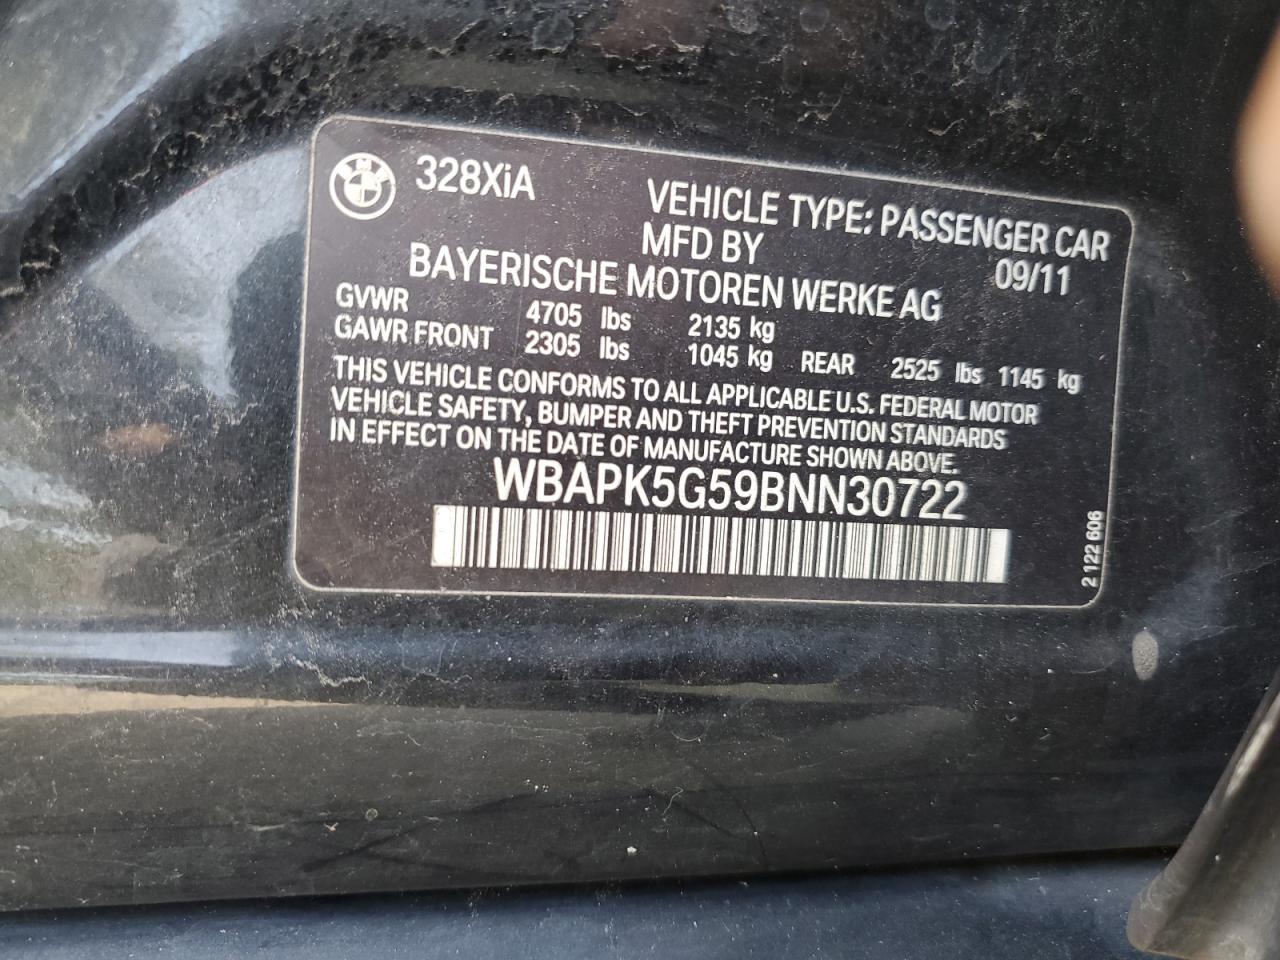 BMW
328XiA
VEHICLE TYPE: PASSENGER CAR
MFD BY
09/11
BAYERISCHE MOTOREN WERKE AG
GVWR 4705 lbs 2135 kg
GAWR FRONT 2305 lbs 1045 kg REAR 2525 lbs 1145 kg
THIS VEHICLE CONFORMS TO ALL APPLICABLE U.S. FEDERAL MOTOR
VEHICLE SAFETY, BUMPER AND THEFT PREVENTION STANDARDS
IN EFFECT ON THE DATE OF MANUFACTURE SHOWN ABOVE.
WBAPK5G59BNN30722
2 122 606